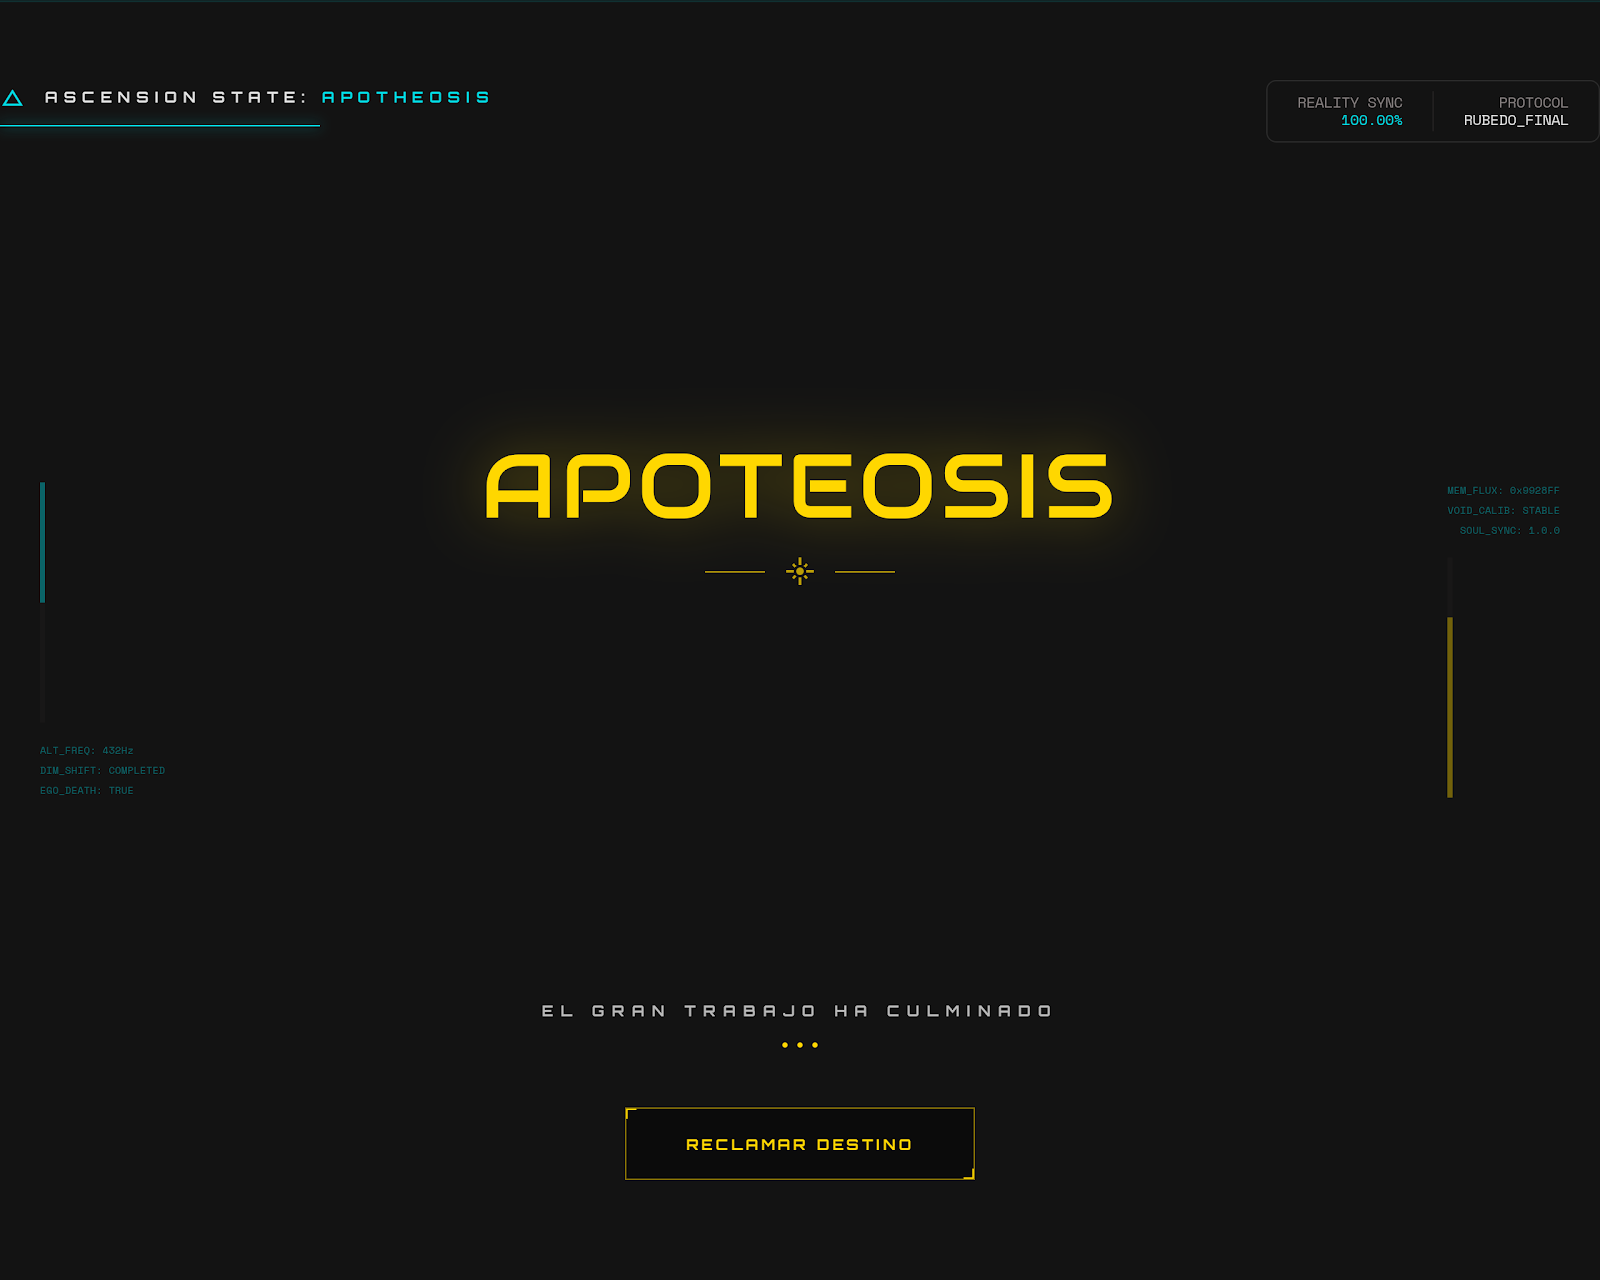 ASCENSION STATE: APOTHEOSIS
REALITY SYNC
100.00%
PROTOCOL
RUBEDO_FINAL
APOTEOSIS
MEM_FLUX: 0x9928FF
VOID_CALIB: STABLE
SOUL_SYNC: 1.0.0
ALT_FREQ: 432Hz
DIM_SHIFT: COMPLETED
EGO_DEATH: TRUE
EL GRAN TRABAJO HA CULMINADO
RECLAMAR DESTINO